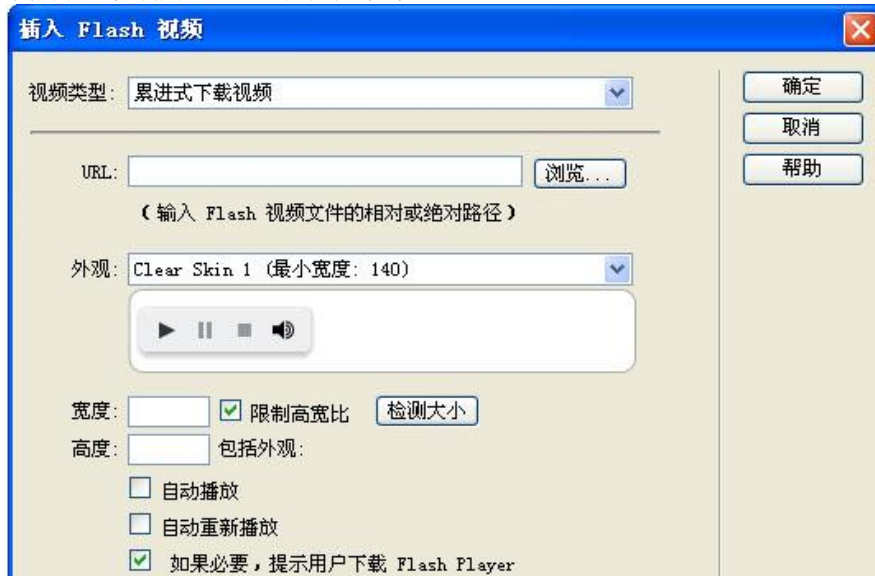 插入 Flash 视频
视频类型: 累进式下载视频
确定
取消
URL: 浏览...
帮助
(输入 Flash 视频文件的相对或绝对路径)
外观: Clear Skin 1 (最小宽度: 140)
宽度: 限制高宽比 检测大小
高度: 包括外观:
自动播放
自动重新播放
如果必要，提示用户下载 Flash Player